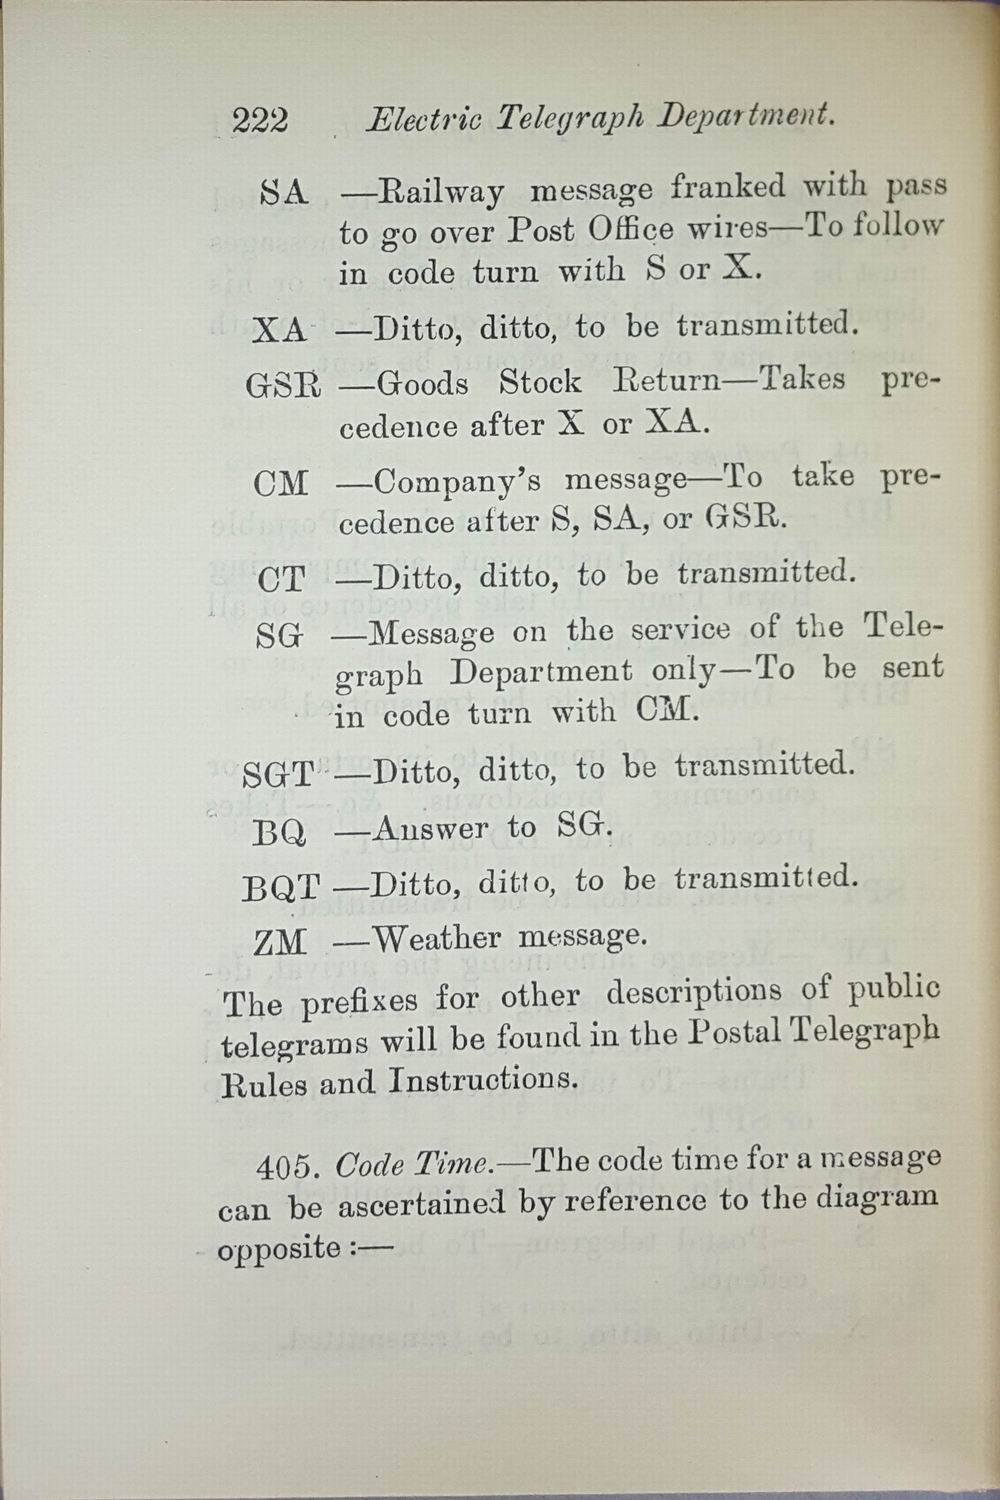 222 Electric Telegraph Department.
SA —Railway message franked with pass
to go over Post Office wires—To follow
in code turn with S or X.
XA —Ditto, ditto, to be transmitted.
GSR —Goods Stock Return—Takes pre-
cedence after X or XA.
CM —Company's message—To take pre-
cedence after S, SA, or GSR.
CT —Ditto, ditto, to be transmitted.
SG —Message on the service of the Tele-
graph Department only—To be sent
in code turn with CM.
SGT —Ditto, ditto, to be transmitted.
BQ —Answer to SG.
BQT —Ditto, ditto, to be transmitted.
ZM —Weather message.
The prefixes for other descriptions of public
telegrams will be found in the Postal Telegraph
Rules and Instructions.
405. Code Time.—The code time for a message
can be ascertained by reference to the diagram
opposite :—